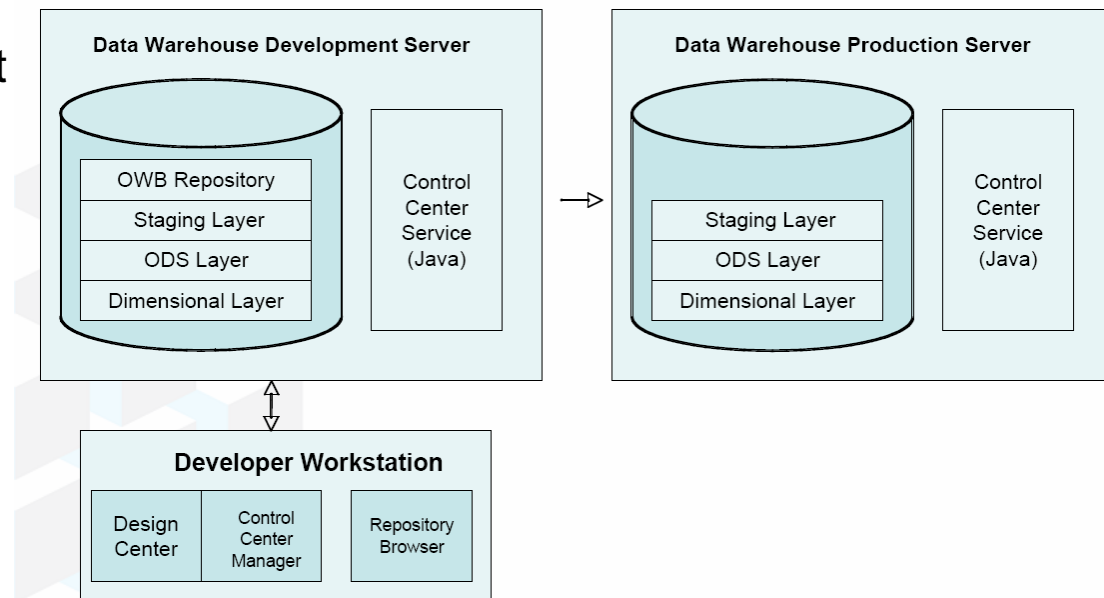 t
Data Warehouse Development Server
OWB Repository
Staging Layer
ODS Layer
Dimensional Layer
Control
Center
Service
(Java)
Data Warehouse Production Server
Staging Layer
ODS Layer
Dimensional Layer
Control
Center
Service
(Java)
Developer Workstation
Design
Center
Control
Center
Manager
Repository
Browser